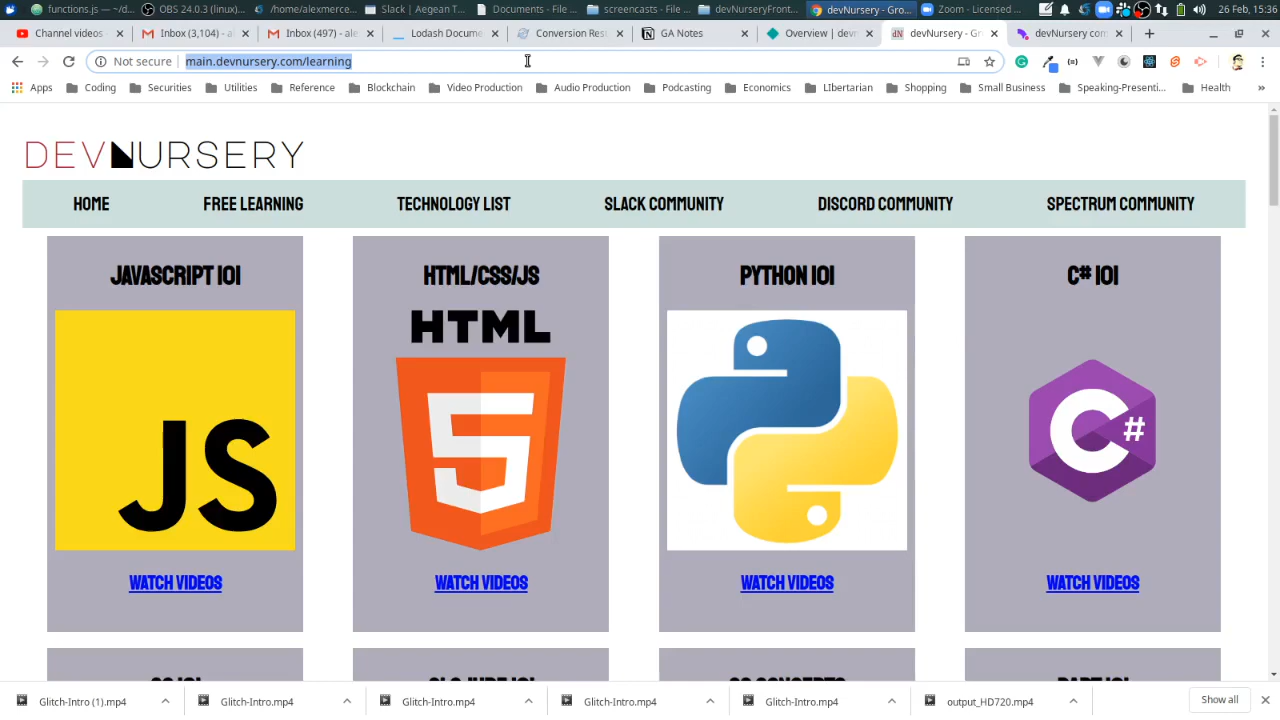 functions.js — ~/d... OBS 24.0.3 (linux)... /home/alexmerce... Slack | Aegean T... Documents - File ... screencasts - File ... devNurseryFront... devNursery - Gro... Zoom - Licensed ... 26 Feb, 15:36
Channel videos - Inbox (3,104) - al Inbox (497) - ale Lodash Docume Conversion Resu GA Notes Overview | devn devNursery - Gr devNursery com
Not secure main.devnursery.com/learning
Apps Coding Securities Utilities Reference Blockchain Video Production Audio Production Podcasting Economics LIbertarian Shopping Small Business Speaking-Presenti... Health »
DEVNURSERY
HOME FREE LEARNING TECHNOLOGY LIST SLACK COMMUNITY DISCORD COMMUNITY SPECTRUM COMMUNITY
JAVASCRIPT 101 HTML/CSS/JS PYTHON 101 C# 101
HTML
JS 5 C#
WATCH VIDEOS WATCH VIDEOS WATCH VIDEOS WATCH VIDEOS
Glitch-Intro (1).mp4 Glitch-Intro.mp4 Glitch-Intro.mp4 Glitch-Intro.mp4 Glitch-Intro.mp4 output_HD720.mp4 Show all